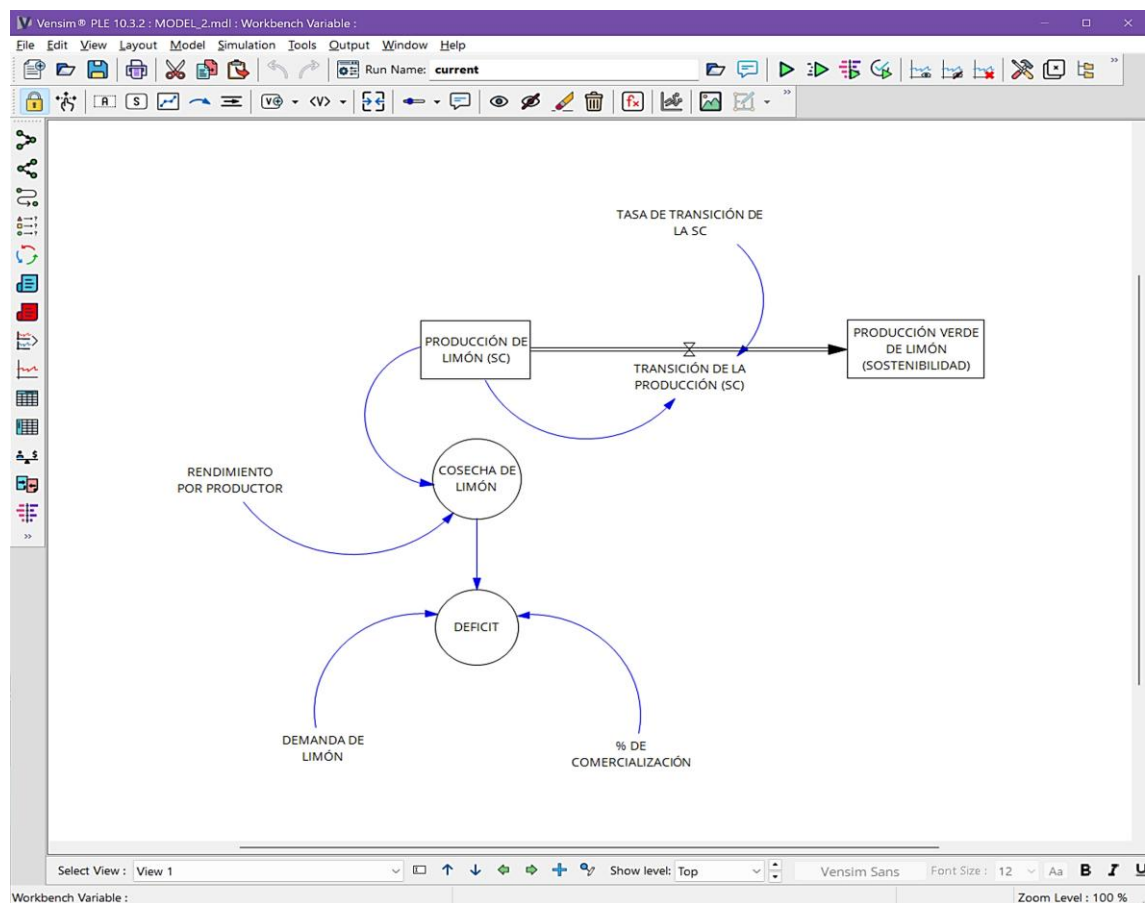 Vensim® PLE 10.3.2 : MODEL_2.mdl : Workbench Variable :
File Edit View Layout Model Simulation Tools Output Window Help
Run Name: current
TASA DE TRANSICIÓN DE
LA SC
PRODUCCIÓN DE
LIMÓN (SC)
TRANSICIÓN DE LA
PRODUCCIÓN (SC)
PRODUCCIÓN VERDE
DE LIMÓN
(SOSTENIBILIDAD)
COSECHA DE
LIMÓN
RENDIMIENTO
POR PRODUCTOR
DEFICIT
DEMANDA DE
LIMÓN
% DE
COMERCIALIZACIÓN
Select View : View 1 Show level: Top Vensim Sans Font Size : 12 Aa B I U
Workbench Variable : Zoom Level : 100 %